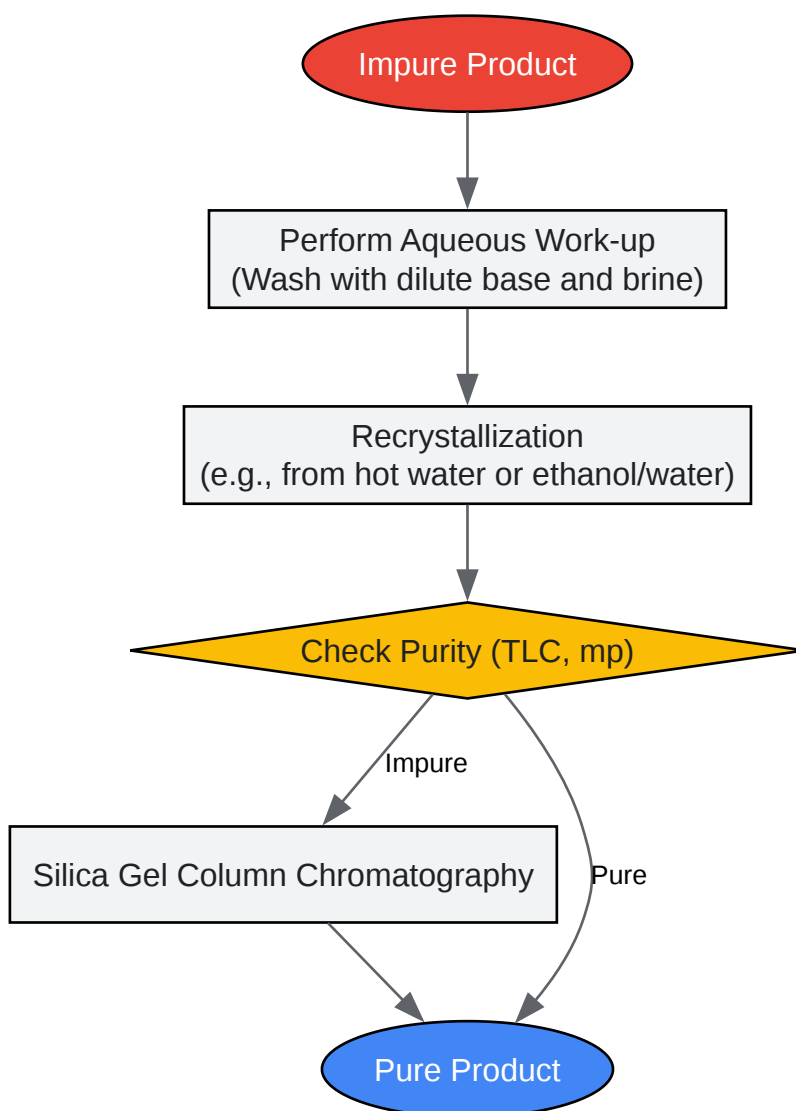 Impure Product
Perform Aqueous Work-up
(Wash with dilute base and brine)
Recrystallization
(e.g., from hot water or ethanol/water)
Check Purity (TLC, mp)
Impure
Silica Gel Column Chromatography
Pure
Pure Product